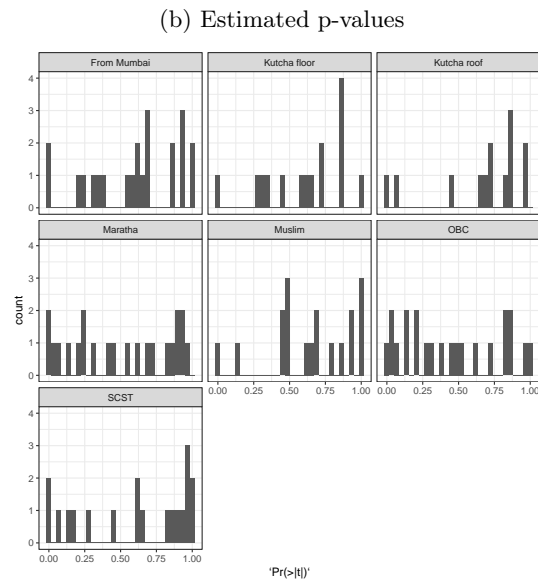 (b) Estimated p-values
From Mumbai Kutcha floor Kutcha roof
4
3
2
1
0
Maratha Muslim OBC
count
4
3
2
1
0
SCST
0.00 0.25 0.50 0.75 1.00 0.00 0.25 0.50 0.75 1.00
4
3
2
1
0
0.00 0.25 0.50 0.75 1.00
'Pr(>|t|)'